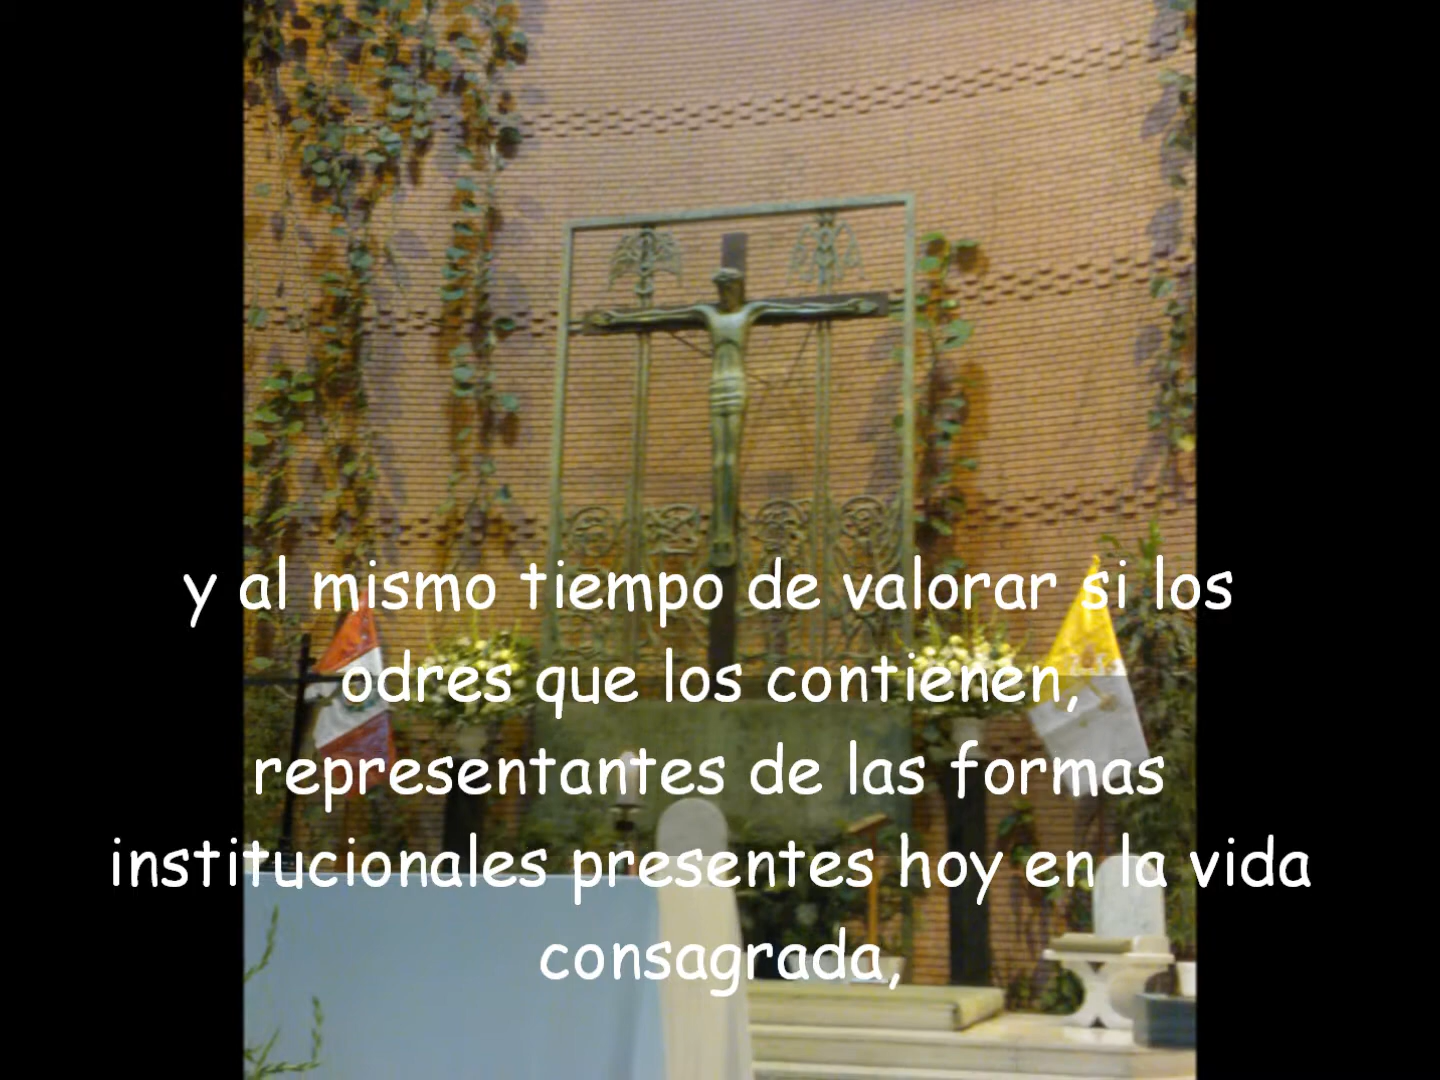 y al mismo tiempo de valorar si los
odres que los contienen,
representantes de las formas
institucionales presentes hoy en la vida
consagrada,